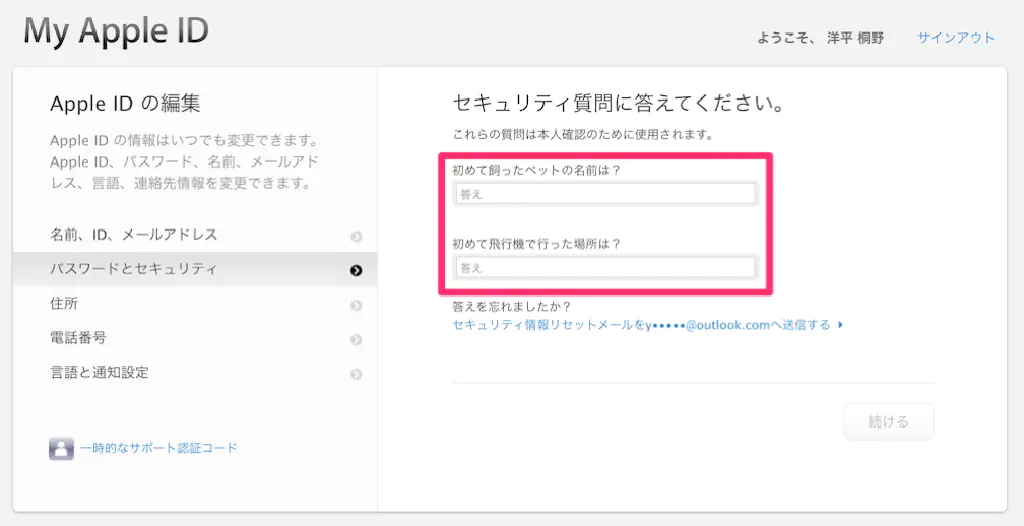 My Apple ID
ようこそ、 洋平 桐野
サインアウト
Apple ID の編集
Apple ID の情報はいつでも変更できます。
Apple ID、パスワード、名前、メールアド
レス、言語、連絡先情報を変更できます。
名前、ID、メールアドレス
パスワードとセキュリティ
住所
電話番号
言語と通知設定
一時的なサポート認証コード
セキュリティ質問に答えてください。
これらの質問は本人確認のために使用されます。
初めて飼ったペットの名前は？
答え
初めて飛行機で行った場所は？
答え
答えを忘れましたか？
セキュリティ情報リセットメールをy•••••@outlook.comへ送信する
続ける